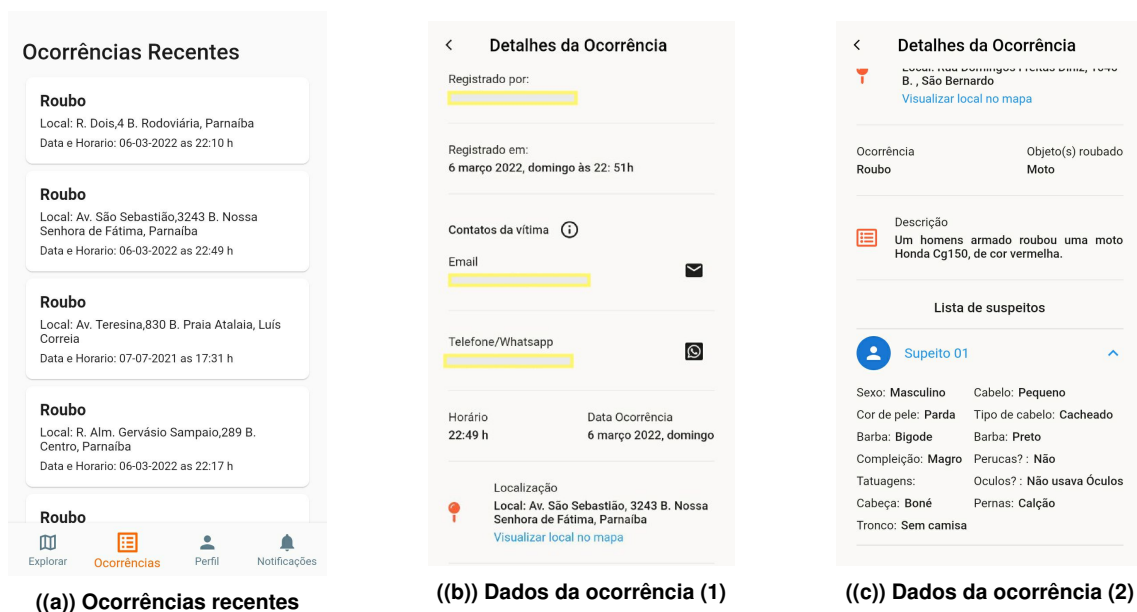 Ocorrências Recentes
Roubo
Local: R. Dois,4 B. Rodoviária, Parnaíba
Data e Horario: 06-03-2022 as 22:10 h
Roubo
Local: Av. São Sebastião,3243 B. Nossa
Senhora de Fátima, Parnaíba
Data e Horario: 06-03-2022 as 22:49 h
Roubo
Local: Av. Teresina,830 B. Praia Atalaia, Luís
Correia
Data e Horario: 07-07-2021 as 17:31 h
Roubo
Local: R. Alm. Gervásio Sampaio,289 B.
Centro, Parnaíba
Data e Horario: 06-03-2022 as 22:17 h
Roubo
Explorar Ocorrências Perfil Notificações
((a)) Ocorrências recentes
Detalhes da Ocorrência
Registrado por:
Registrado em:
6 março 2022, domingo às 22: 51h
Contatos da vítima
Email
Telefone/Whatsapp
Horário Data Ocorrência
22:49 h 6 março 2022, domingo
Localização
Local: Av. São Sebastião, 3243 B. Nossa
Senhora de Fátima, Parnaíba
Visualizar local no mapa
((b)) Dados da ocorrência (1)
Detalhes da Ocorrência
B. , São Bernardo
Visualizar local no mapa
Ocorrência Objeto(s) roubado
Roubo Moto
Descrição
Um homens armado roubou uma moto
Honda Cg150, de cor vermelha.
Lista de suspeitos
Supeito 01
Sexo: Masculino Cabelo: Pequeno
Cor de pele: Parda Tipo de cabelo: Cacheado
Barba: Bigode Barba: Preto
Compleição: Magro Perucas? : Não
Tatuagens: Oculos? : Não usava Óculos
Cabeça: Boné Pernas: Calção
Tronco: Sem camisa
((c)) Dados da ocorrência (2)